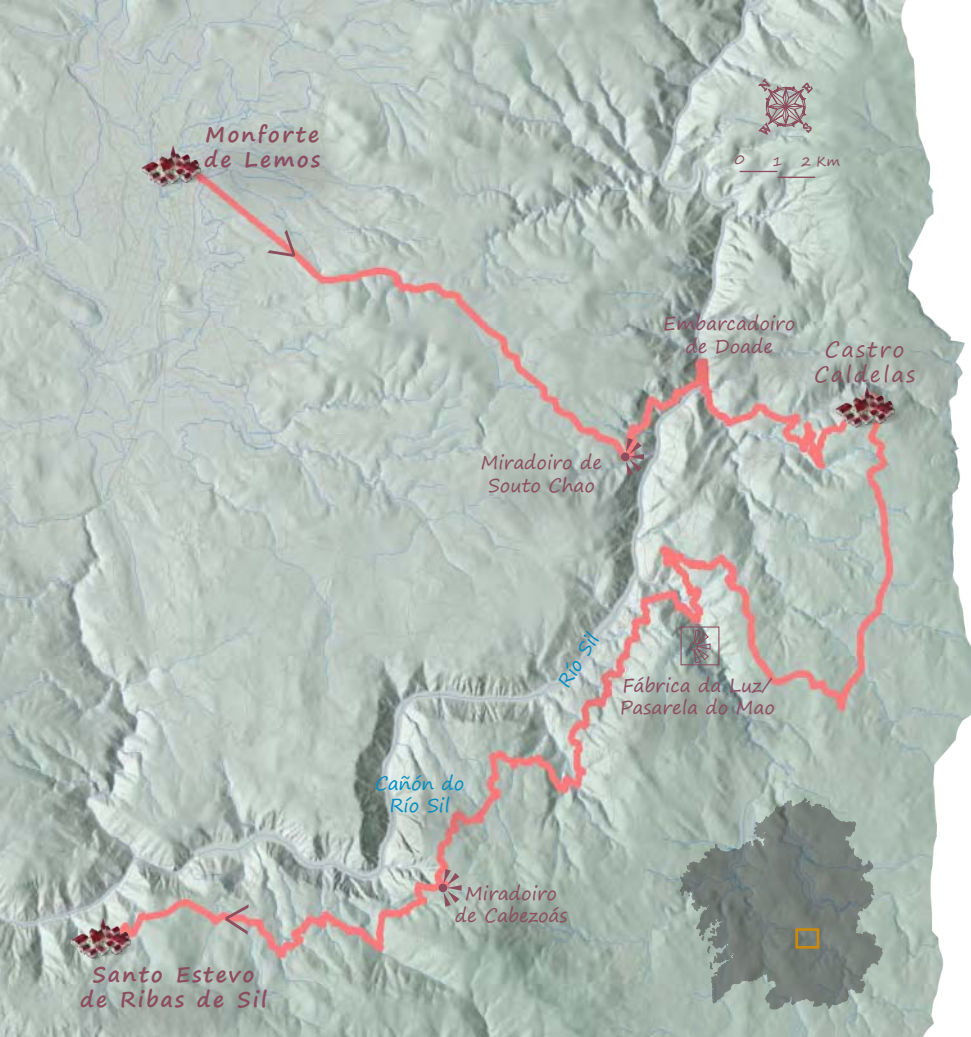 N
E
W
S
0 1 2 Km
Monforte
de Lemos
Embarcadoiro
de Doade
Castro
Caldelas
Miradoiro de
Souto Chao
Río Sil
Fábrica da Luz/
Pasarela do Mao
Cañón do
Río Sil
Miradoiro
de Cabezoás
Santo Estevo
de Ribas de Sil